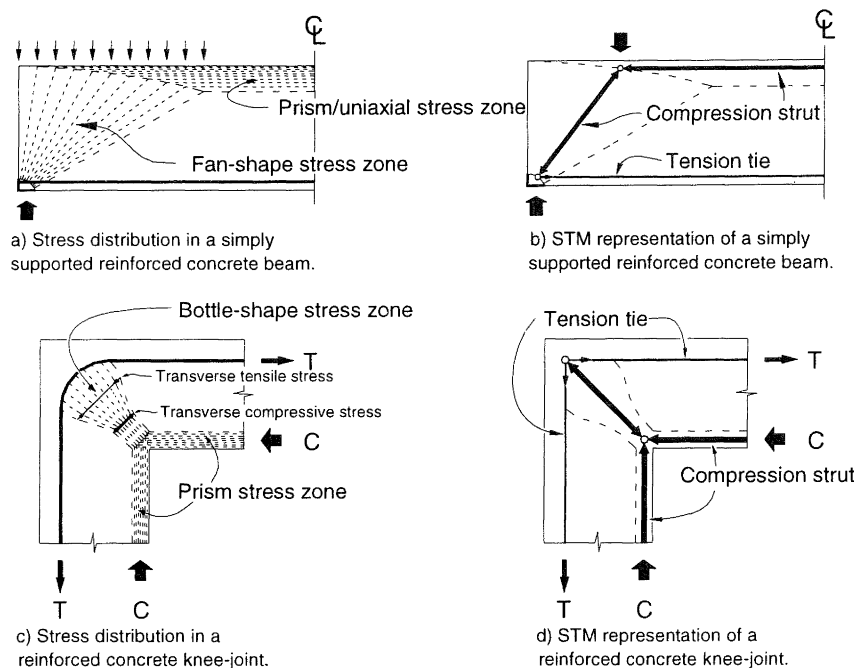 ℄
℄
Prism/uniaxial stress zone
Fan-shape stress zone
Compression strut
Tension tie
a) Stress distribution in a simply
supported reinforced concrete beam.
b) STM representation of a simply
supported reinforced concrete beam.
Bottle-shape stress zone
T
Transverse tensile stress
Transverse compressive stress
C
Prism stress zone
T
C
c) Stress distribution in a
reinforced concrete knee-joint.
Tension tie
T
C
Compression strut
T
C
d) STM representation of a
reinforced concrete knee-joint.